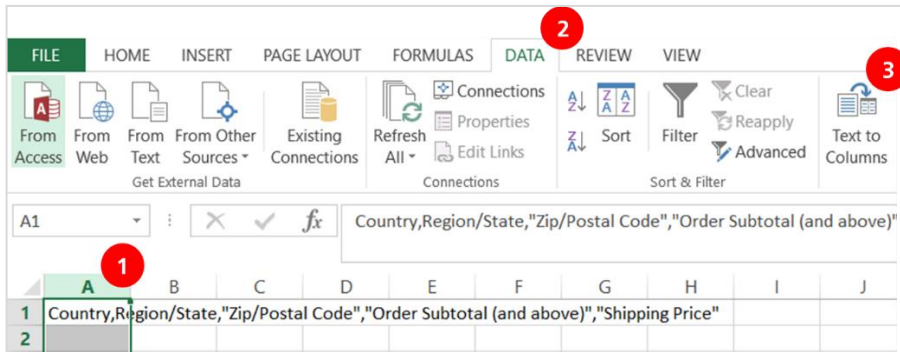 2
3
FILE HOME INSERT PAGE LAYOUT FORMULAS DATA REVIEW VIEW
From Access
From Web
From Text
From Other Sources
Existing Connections
Get External Data
Refresh All
Connections
Properties
Edit Links
Connections
A Z
Z A
Z A A Z
Sort
Filter
Clear
Reapply
Advanced
Sort & Filter
Text to Columns
A1 fx Country,Region/State,"Zip/Postal Code","Order Subtotal (and above)"
1
A B C D E F G H I J
1 Country,Region/State,"Zip/Postal Code","Order Subtotal (and above)","Shipping Price"
2